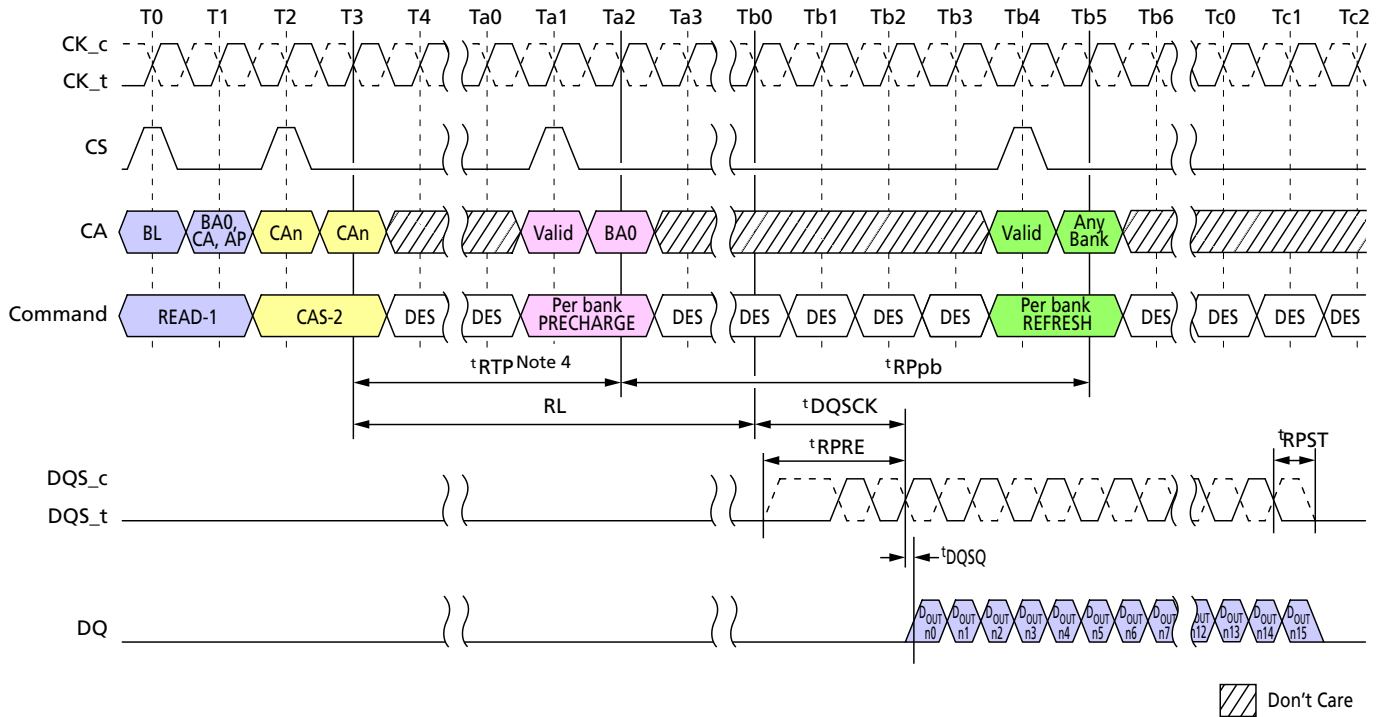 T0 T1 T2 T3 T4 Ta0 Ta1 Ta2 Ta3 Tb0 Tb1 Tb2 Tb3 Tb4 Tb5 Tb6 Tc0 Tc1 Tc2
CK_c
CK_t
CS
CA BL BA0, CA, AP CAn CAn Valid BA0 Valid Any Bank
Command READ-1 CAS-2 DES DES Per bank PRECHARGE DES DES DES DES DES Per bank REFRESH DES DES DES DES
tRTP Note 4 tRPpb
RL tDQSCK
tRPRE tRPST
DQS_c
DQS_t
tDQSQ
DQ DOUT n0 DOUT n1 DOUT n2 DOUT n3 DOUT n4 DOUT n5 DOUT n6 DOUT n7 DOUT n12 DOUT n13 DOUT n14 DOUT n15
Don't Care